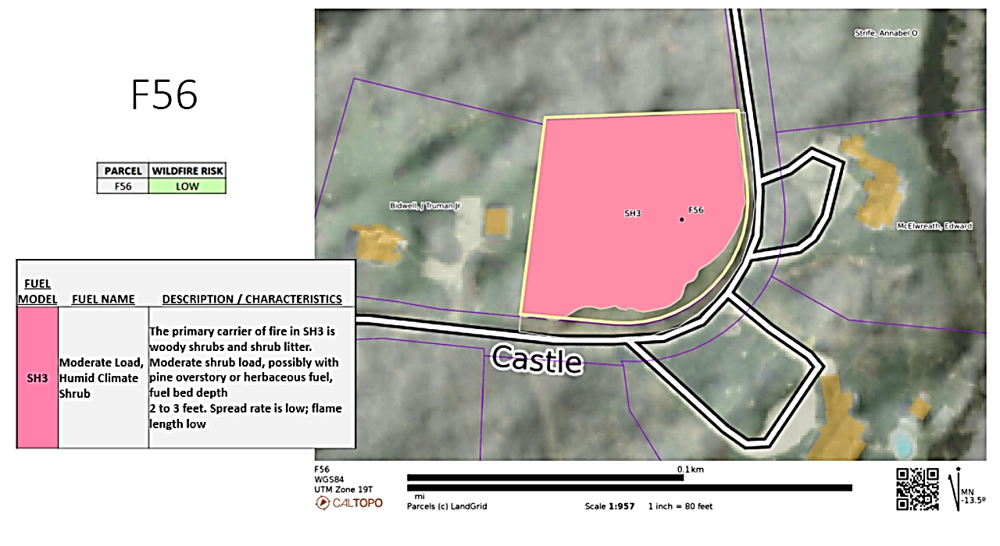 F56
PARCEL WILDFIRE RISK
F56 LOW
FUEL
MODEL FUEL NAME DESCRIPTION / CHARACTERISTICS
SH3
Moderate Load,
Humid Climate
Shrub
The primary carrier of fire in SH3 is
woody shrubs and shrub litter.
Moderate shrub load, possibly with
pine overstory or herbaceous fuel,
fuel bed depth
2 to 3 feet. Spread rate is low; flame
length low
Strife, Annabel O
Bidwell, J Truman Jr
SH3
F56
McElwreath, Edward
Castle
F56
WGS84
UTM Zone 19T
CALTOPO
0.1 km
mi
Parcels (c) LandGrid
Scale 1:957 1 inch = 80 feet
MN
-13.5º